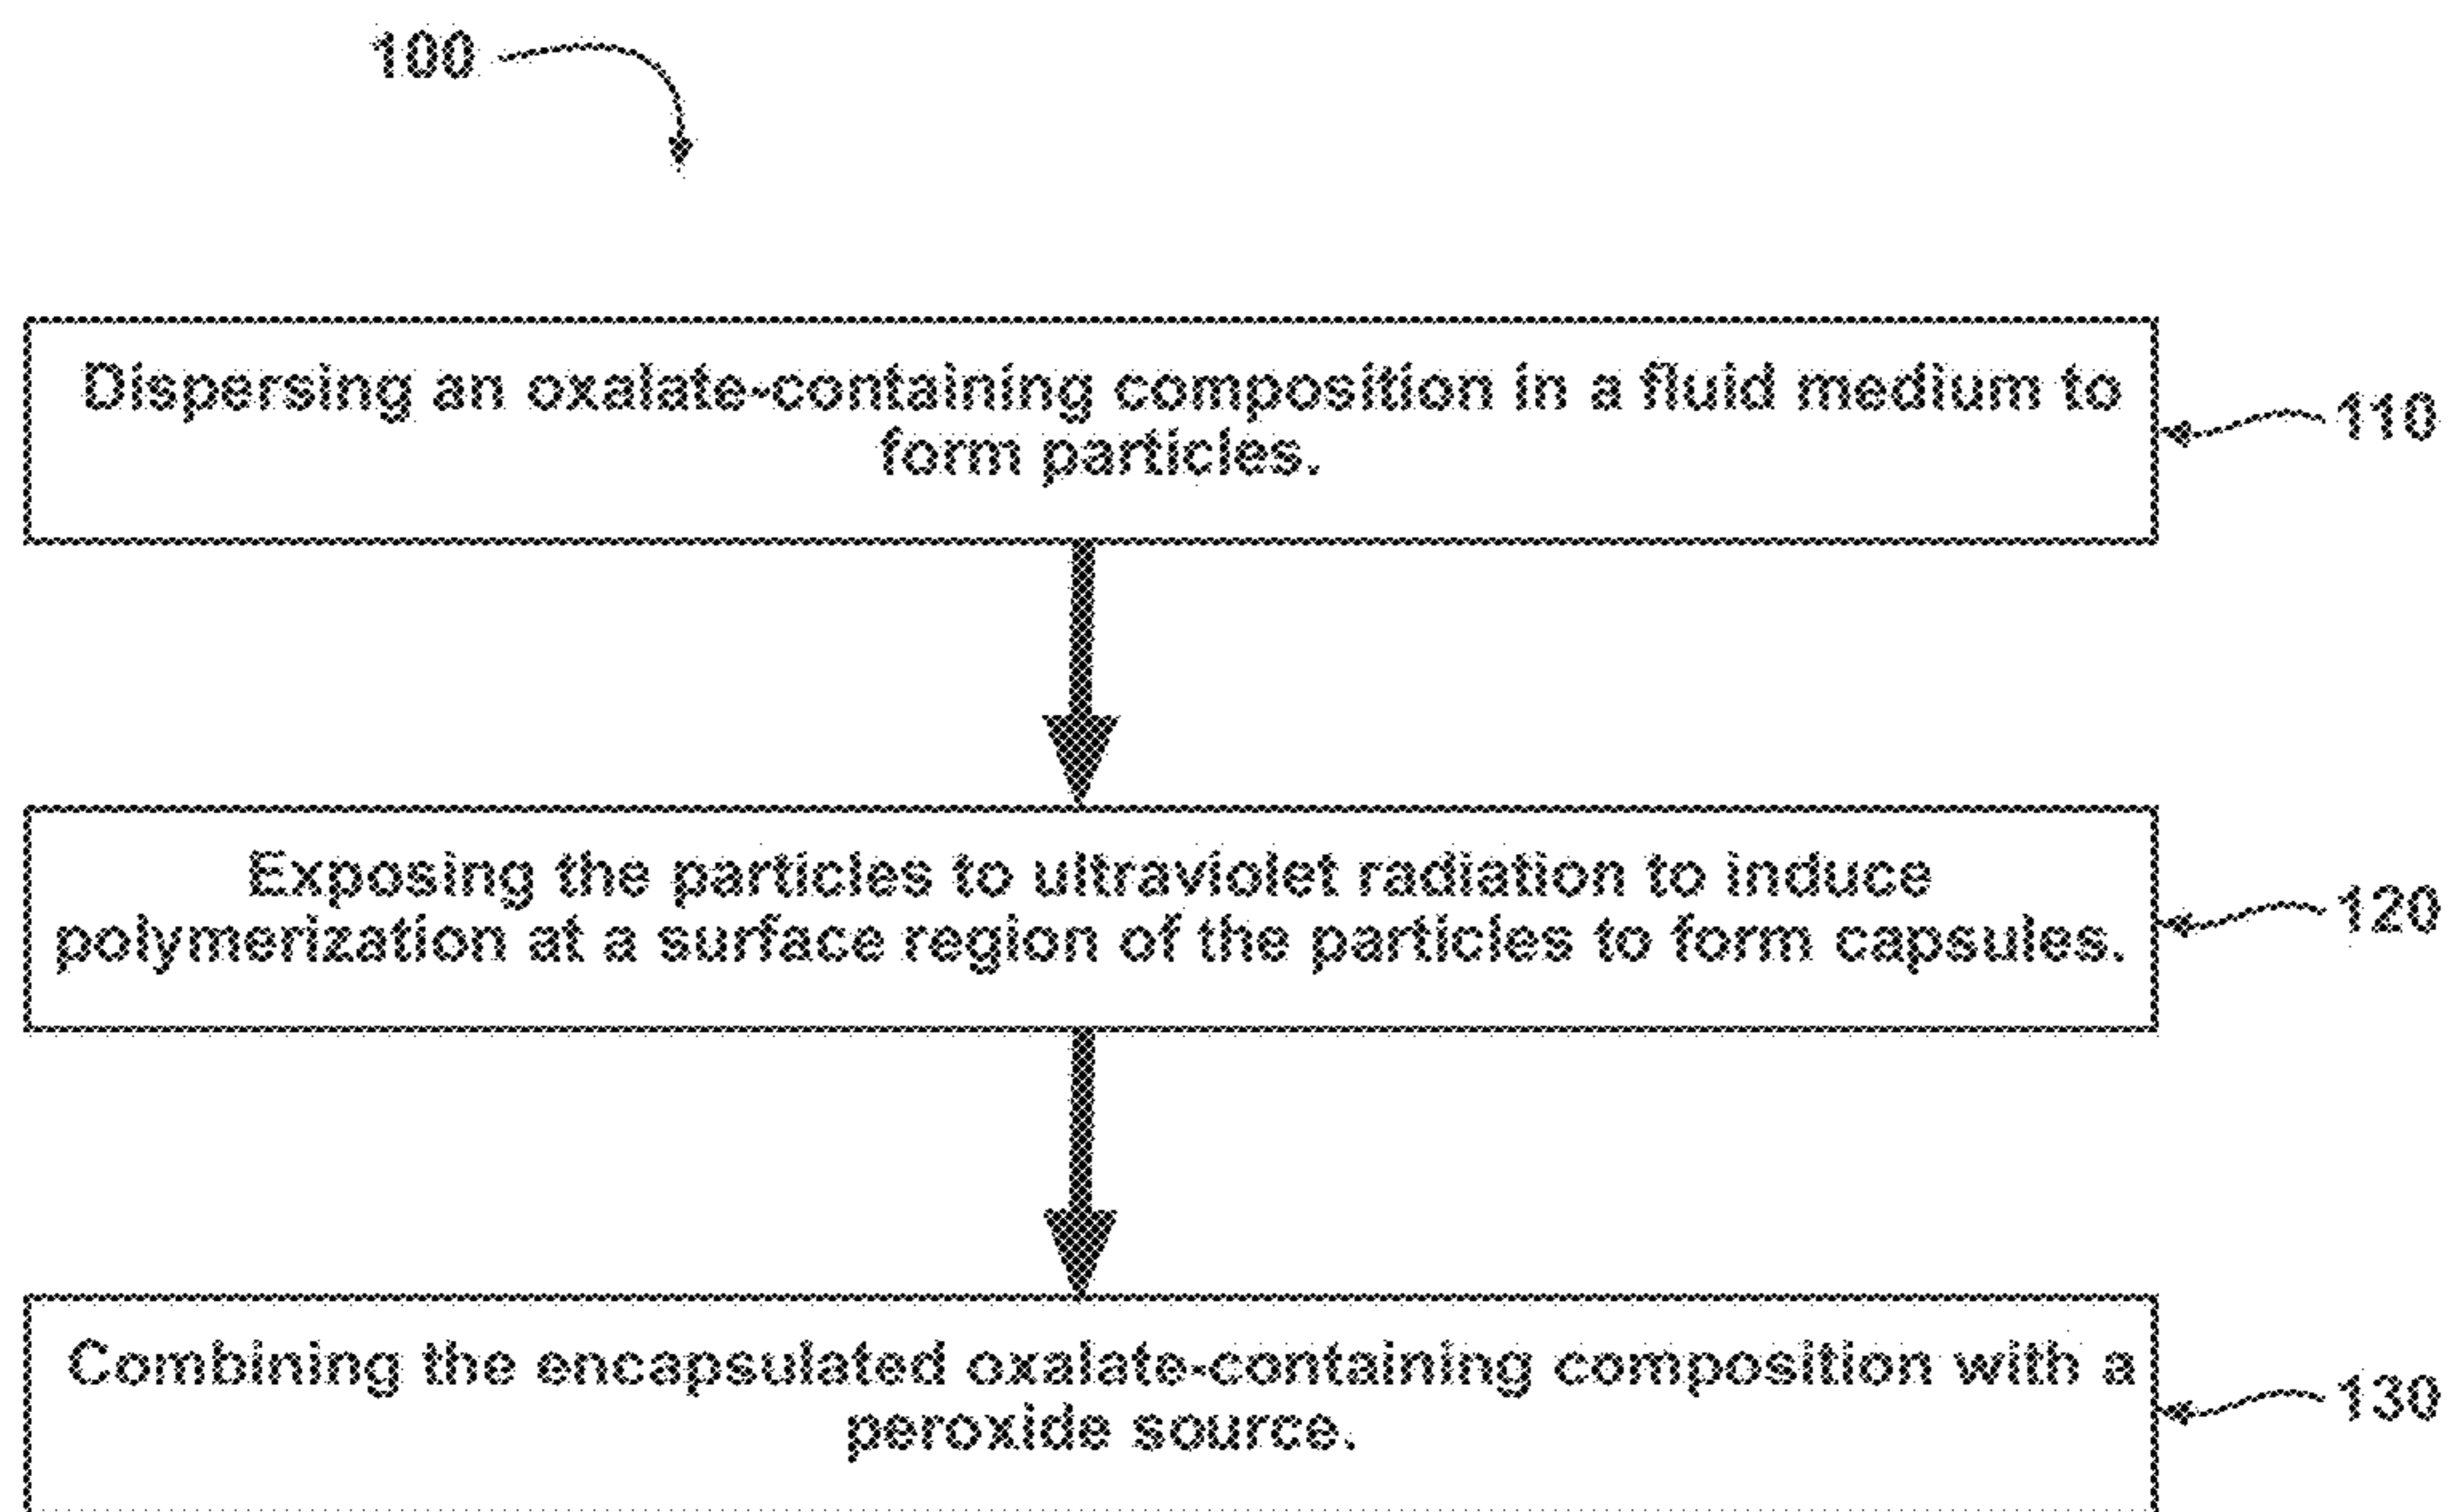 100
Dispersing an oxalate-containing composition in a fluid medium to
form particles.
110
Exposing the particles to ultraviolet radiation to induce
polymerization at a surface region of the particles to form capsules.
120
Combining the encapsulated oxalate-containing composition with a
peroxide source.
130